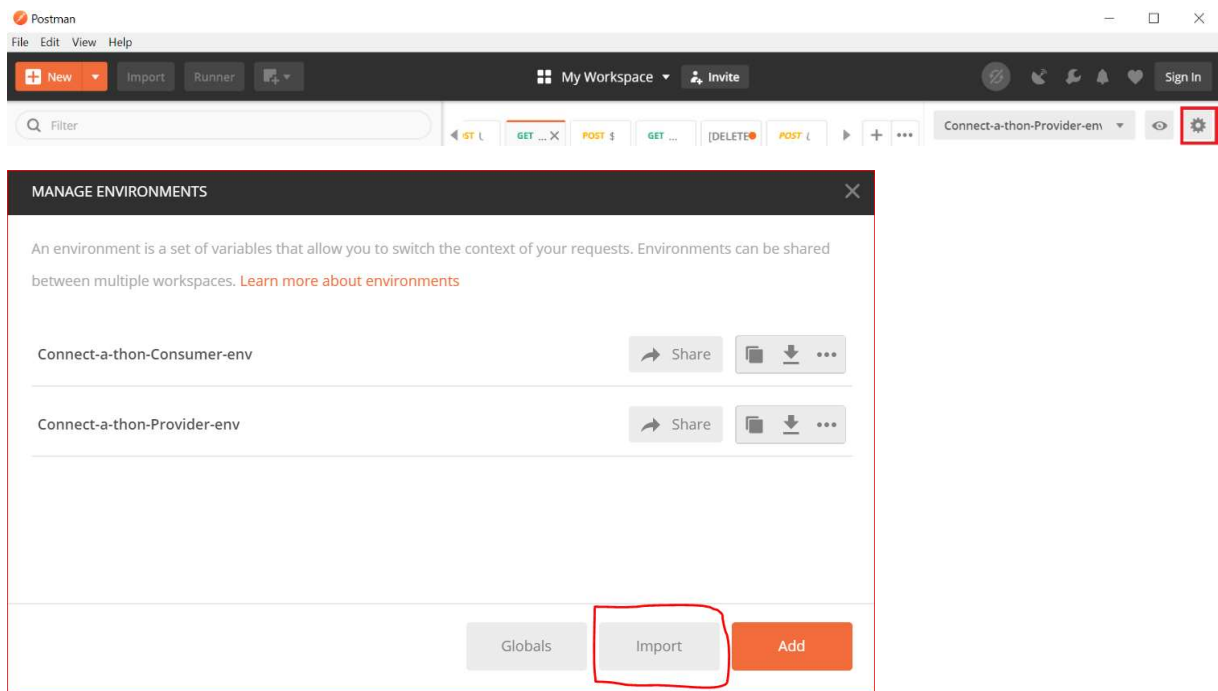 Postman
File Edit View Help
New Import Runner My Workspace Invite Sign In
Filter GET ... X POST $ GET ... [DELETE POST Connect-a-thon-Provider-en
MANAGE ENVIRONMENTS
An environment is a set of variables that allow you to switch the context of your requests. Environments can be shared
between multiple workspaces. Learn more about environments
Connect-a-thon-Consumer-env Share
Connect-a-thon-Provider-env Share
Globals Import Add